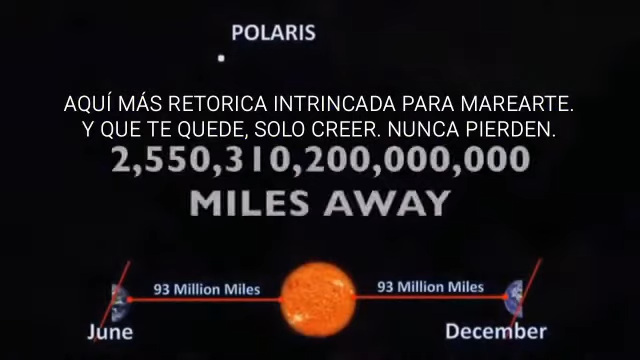 POLARIS
AQUÍ MÁS RETORICA INTRINCADA PARA MAREARTE.
Y QUE TE QUEDE, SOLO CREER. NUNCA PIERDEN.
2,550,310,200,000,000
MILES AWAY
93 Million Miles 93 Million Miles
June December